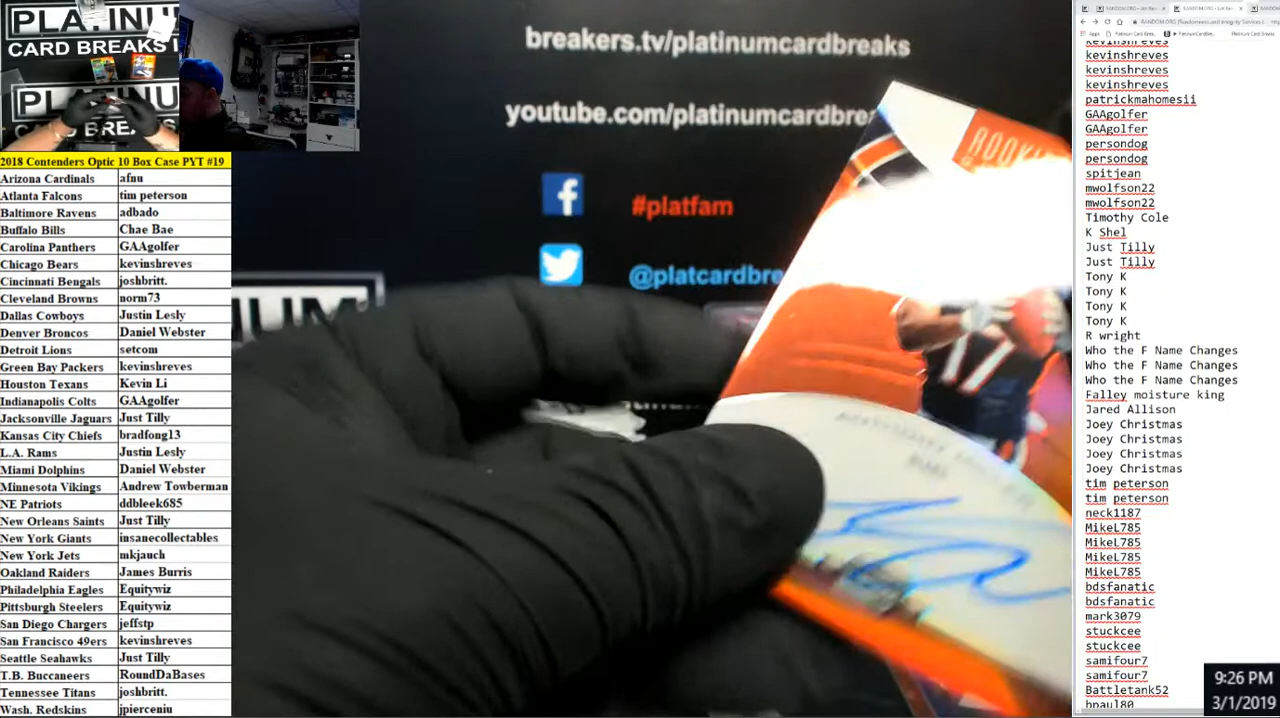 PLATINUM
CARD BREAKS
CARD BREAKS
breakers.tv/platinumcardbreaks
youtube.com/platinumcardbrea
#platfam
@platcardbre
ROOKI
17
2018 Contenders Optic 10 Box Case PYT #19
Arizona Cardinals afnu
Atlanta Falcons tim peterson
Baltimore Ravens adbado
Buffalo Bills Chae Bae
Carolina Panthers GAAgolfer
Chicago Bears kevinshreves
Cincinnati Bengals joshbritt.
Cleveland Browns norm73
Dallas Cowboys Justin Lesly
Denver Broncos Daniel Webster
Detroit Lions setcom
Green Bay Packers kevinshreves
Houston Texans Kevin Li
Indianapolis Colts GAAgolfer
Jacksonville Jaguars Just Tilly
Kansas City Chiefs bradfong13
L.A. Rams Justin Lesly
Miami Dolphins Daniel Webster
Minnesota Vikings Andrew Towberman
NE Patriots ddbleek685
New Orleans Saints Just Tilly
New York Giants insanecollectables
New York Jets mkjauch
Oakland Raiders James Burris
Philadelphia Eagles Equitywiz
Pittsburgh Steelers Equitywiz
San Diego Chargers jeffstp
San Francisco 49ers kevinshreves
Seattle Seahawks Just Tilly
T.B. Buccaneers RoundDaBases
Tennessee Titans joshbritt.
Wash. Redskins jpierceniu
kevinshreves
kevinshreves
kevinshreves
kevinshreves
patrickmahomesii
GAAgolfer
GAAgolfer
persondog
persondog
spitjean
mwolfson22
mwolfson22
Timothy Cole
K Shel
Just Tilly
Just Tilly
Tony K
Tony K
Tony K
Tony K
R wright
Who the F Name Changes
Who the F Name Changes
Who the F Name Changes
Falley moisture king
Jared Allison
Joey Christmas
Joey Christmas
Joey Christmas
Joey Christmas
tim peterson
tim peterson
neck1187
MikeL785
MikeL785
MikeL785
MikeL785
bdsfanatic
bdsfanatic
mark3079
stuckcee
stuckcee
samifour7
samifour7
Battletank52
bpaul80
9:26 PM
3/1/2019